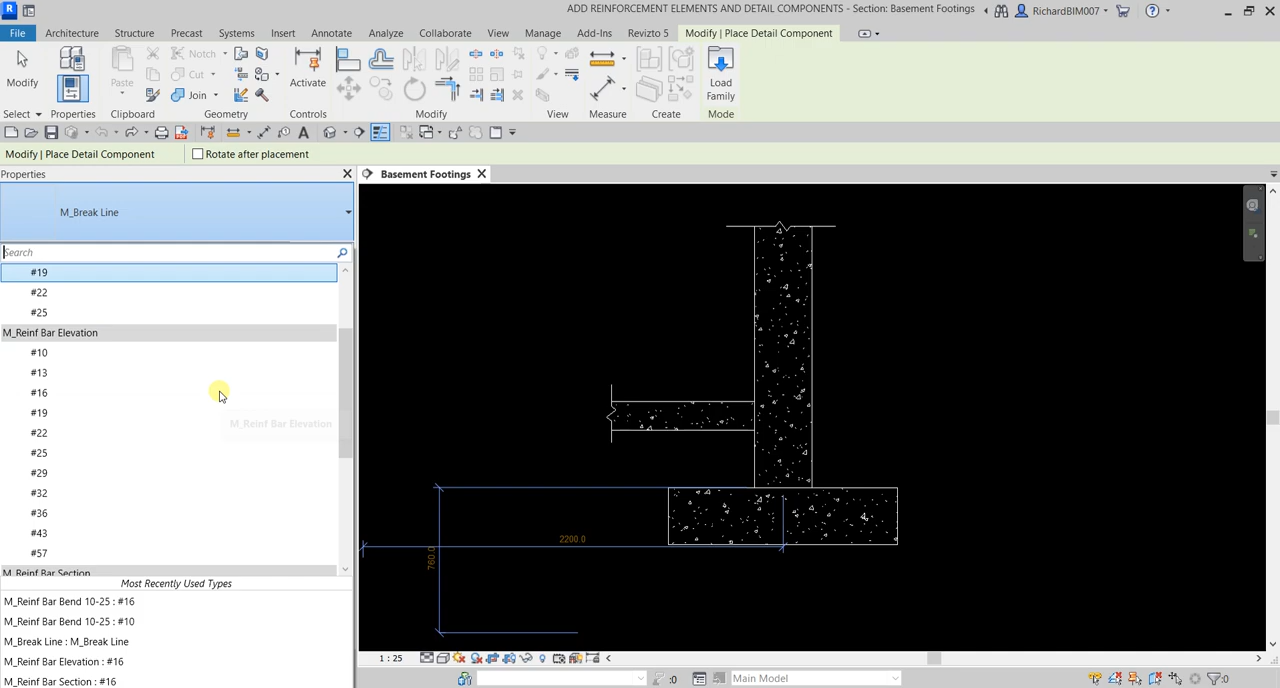 ADD REINFORCEMENT ELEMENTS AND DETAIL COMPONENTS - Section: Basement Footings RichardBIM007
File Architecture Structure Precast Systems Insert Annotate Analyze Collaborate View Manage Add-Ins Revizto 5 Modify | Place Detail Component
Notch
Modify Paste Cut Activate Load
Join Family
Select Properties Clipboard Geometry Controls Modify View Measure Create Mode
Modify | Place Detail Component Rotate after placement
Properties
Basement Footings
M_Break Line
Search
#19
#22
#25
M_Reinf Bar Elevation
#10
#13
#16
#19
M_Reinf Bar Elevation
#22
#25
#29
#32
#36
#43
#57
M_Reinf Bar Section
Most Recently Used Types
M_Reinf Bar Bend 10-25 : #16
M_Reinf Bar Bend 10-25 : #10
M_Break Line : M_Break Line
M_Reinf Bar Elevation : #16
M_Reinf Bar Section : #16
2200.0
760.0
1 : 25
:0 Main Model :0